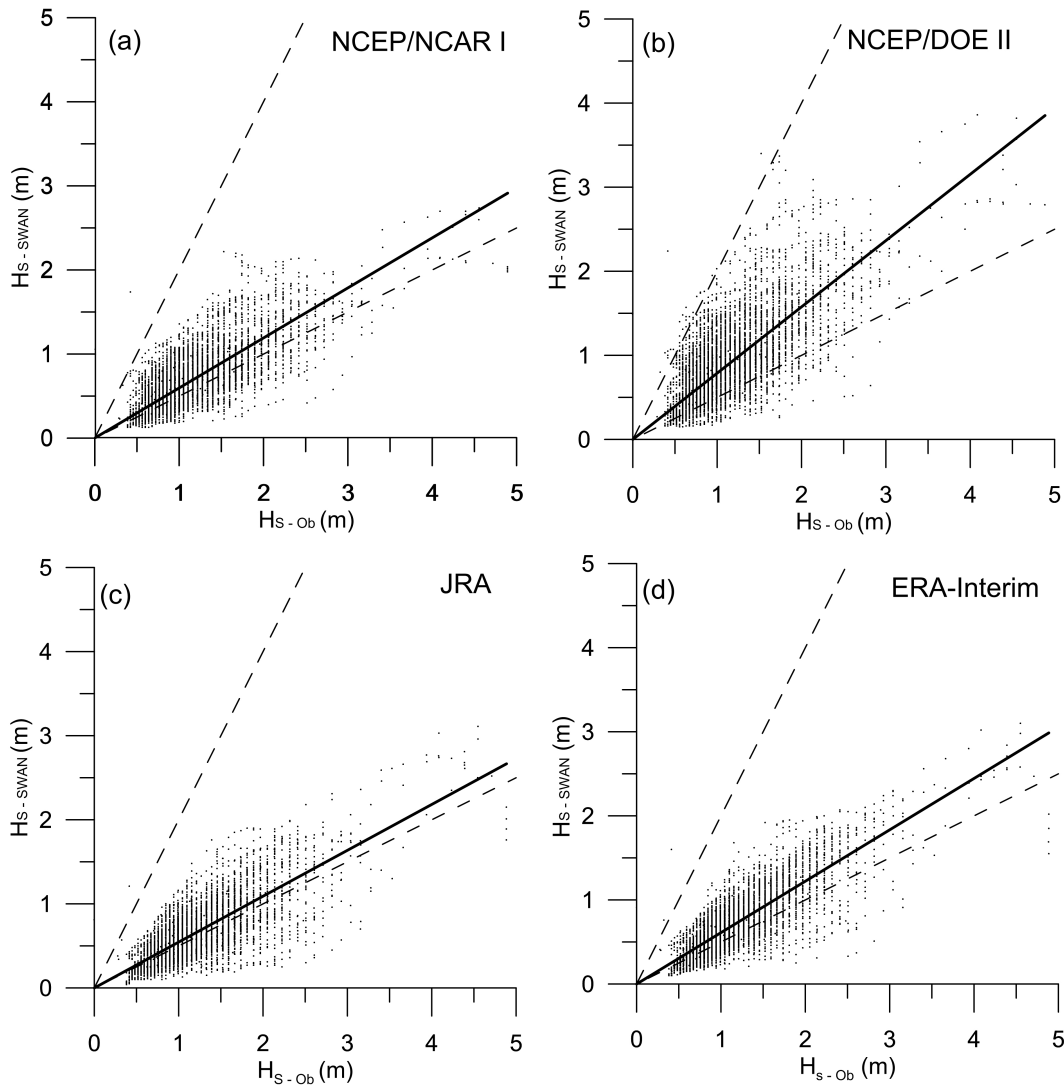 (a)
NCEP/NCAR I
5
4
3
2
1
0
HS - SWAN (m)
0 1 2 3 4 5
HS - Ob (m)
(b)
NCEP/DOE II
5
4
3
2
1
0
HS - SWAN (m)
0 1 2 3 4 5
HS - Ob (m)
(c)
JRA
5
4
3
2
1
0
HS - SWAN (m)
0 1 2 3 4 5
HS - Ob (m)
(d)
ERA-Interim
5
4
3
2
1
0
HS - SWAN (m)
0 1 2 3 4 5
Hs - Ob (m)